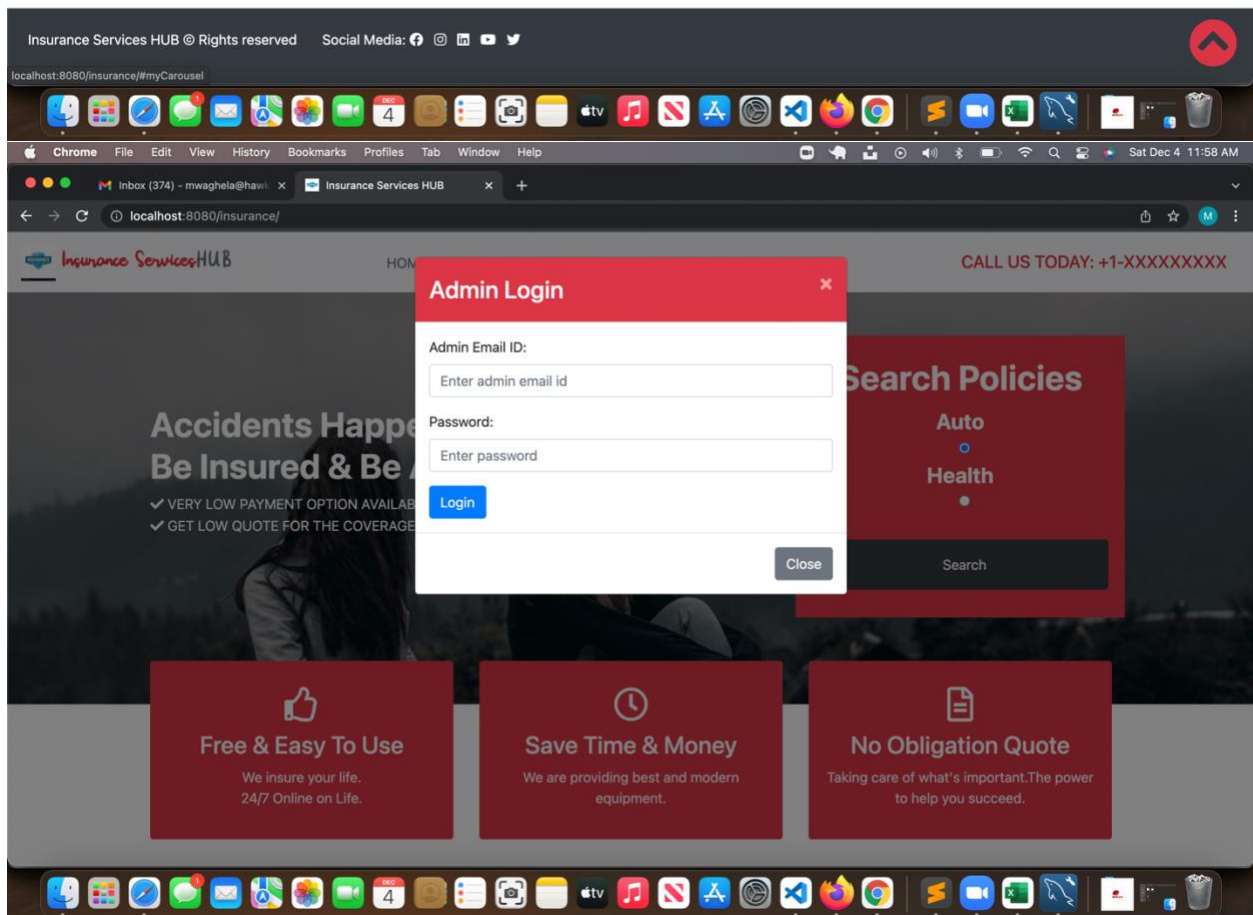 Insurance Services HUB © Rights reserved Social Media:
localhost:8080/insurance/#myCarousel
DEC
4
tv
Chrome File Edit View History Bookmarks Profiles Tab Window Help Sat Dec 4 11:58 AM
Inbox (374) - mwaghela@hawk Insurance Services HUB
localhost:8080/insurance/ M
Insurance ServicesHUB HOM CALL US TODAY: +1-XXXXXXXXX
Admin Login
Admin Email ID:
Enter admin email id
Password:
Enter password
Login
Close
Accidents Happe
Be Insured & Be
VERY LOW PAYMENT OPTION AVAILAB
GET LOW QUOTE FOR THE COVERAGE
Search Policies
Auto
Health
Search
Free & Easy To Use
We insure your life.
24/7 Online on Life.
Save Time & Money
We are providing best and modern
equipment.
No Obligation Quote
Taking care of what's important.The power
to help you succeed.
DEC
4
tv